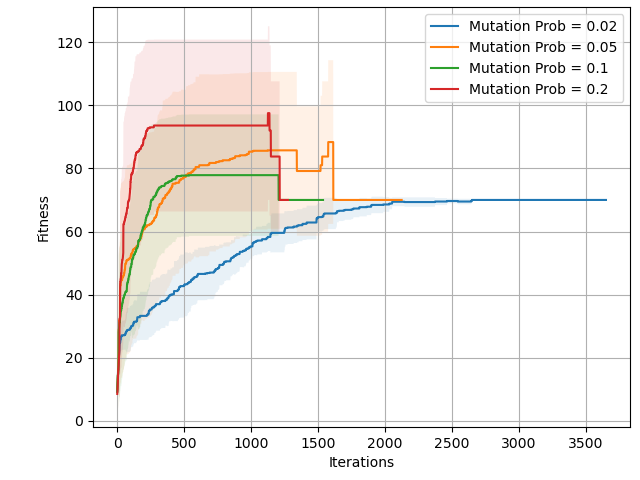 Mutation Prob = 0.02
Mutation Prob = 0.05
Mutation Prob = 0.1
Mutation Prob = 0.2
120
100
80
60
40
20
0
Fitness
0 500 1000 1500 2000 2500 3000 3500
Iterations